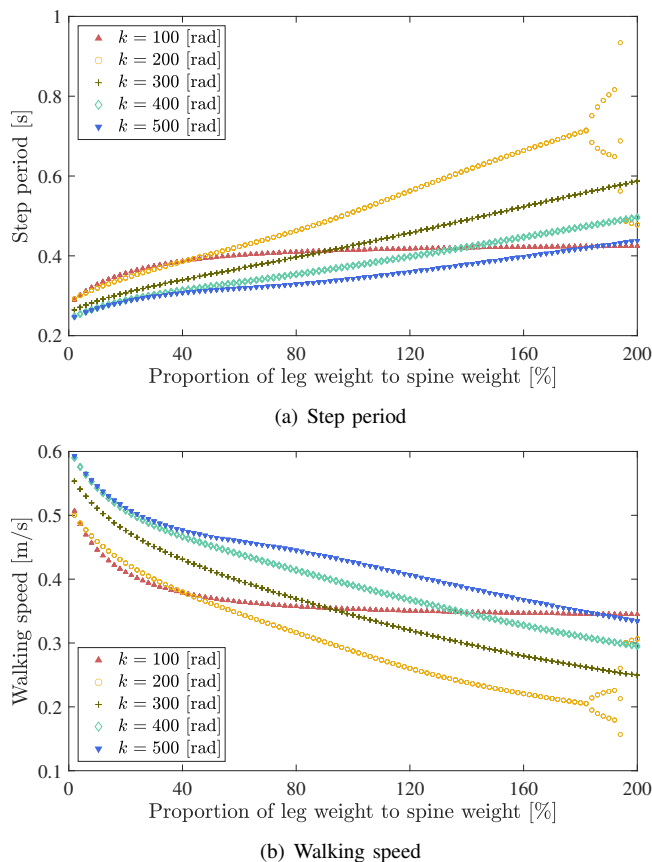 1
0.8
0.6
0.4
0.2
Step period [s]
k = 100 [rad]
k = 200 [rad]
k = 300 [rad]
k = 400 [rad]
k = 500 [rad]
0 40 80 120 160 200
Proportion of leg weight to spine weight [%]
(a) Step period
0.6
0.5
0.4
0.3
0.2
0.1
Walking speed [m/s]
k = 100 [rad]
k = 200 [rad]
k = 300 [rad]
k = 400 [rad]
k = 500 [rad]
0 40 80 120 160 200
Proportion of leg weight to spine weight [%]
(b) Walking speed